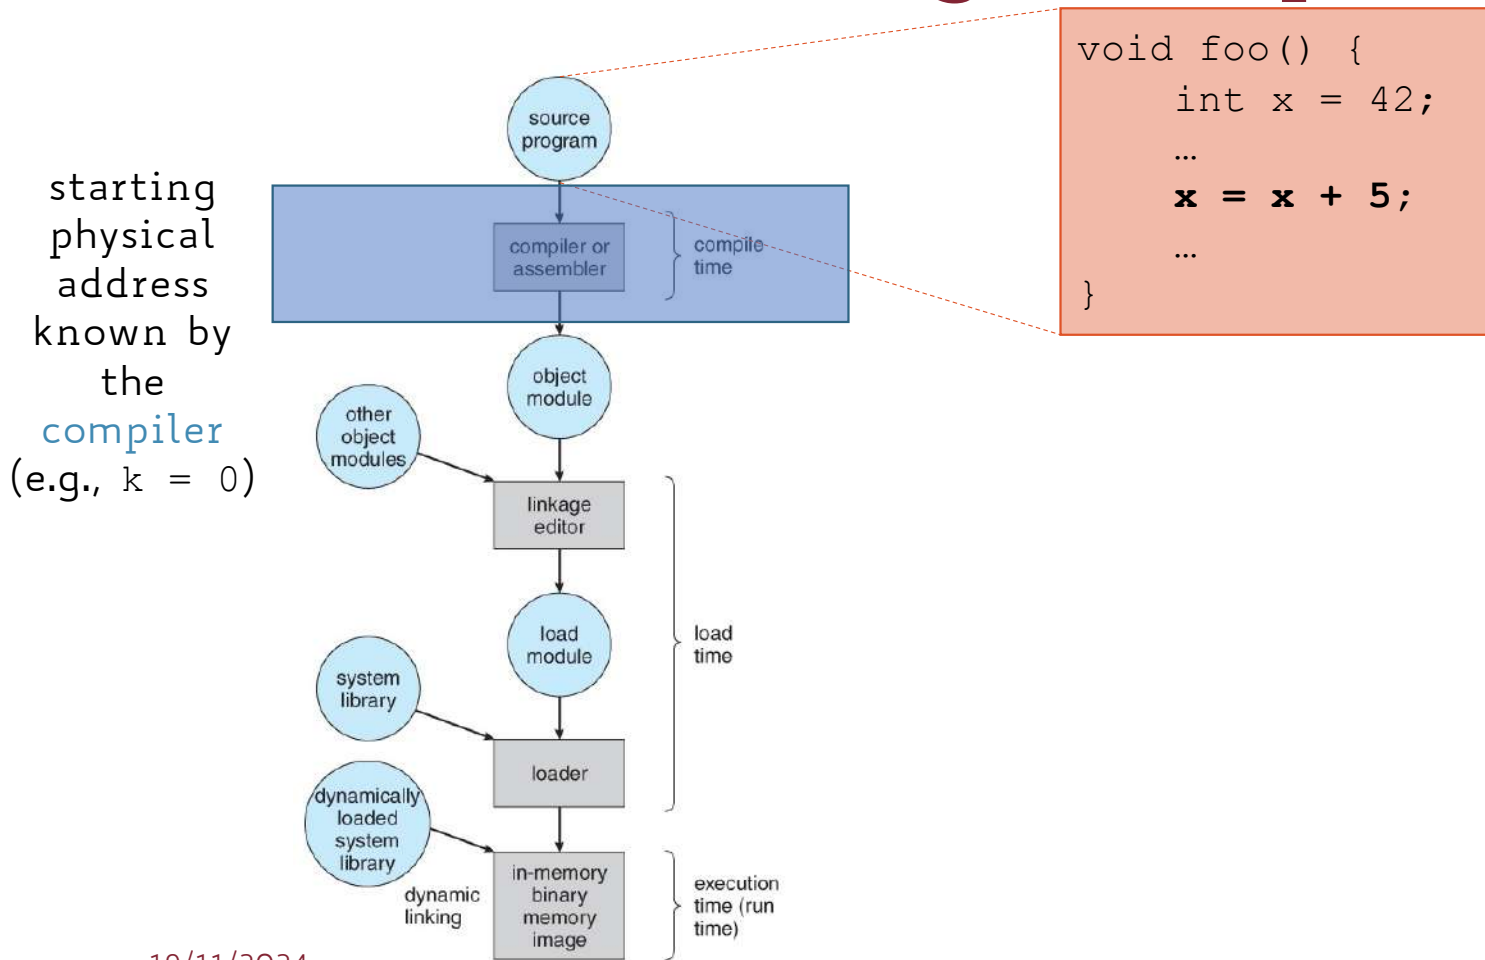 void foo() {
int x = 42;
…
x = x + 5;
…
}
starting
physical
address
known by
the
compiler
(e.g., k = 0)
source
program
compiler or
assembler
compile
time
object
module
other
object
modules
linkage
editor
load
module
load
time
system
library
loader
dynamically
loaded
system
library
dynamic
linking
in-memory
binary
memory
image
execution
time (run
time)